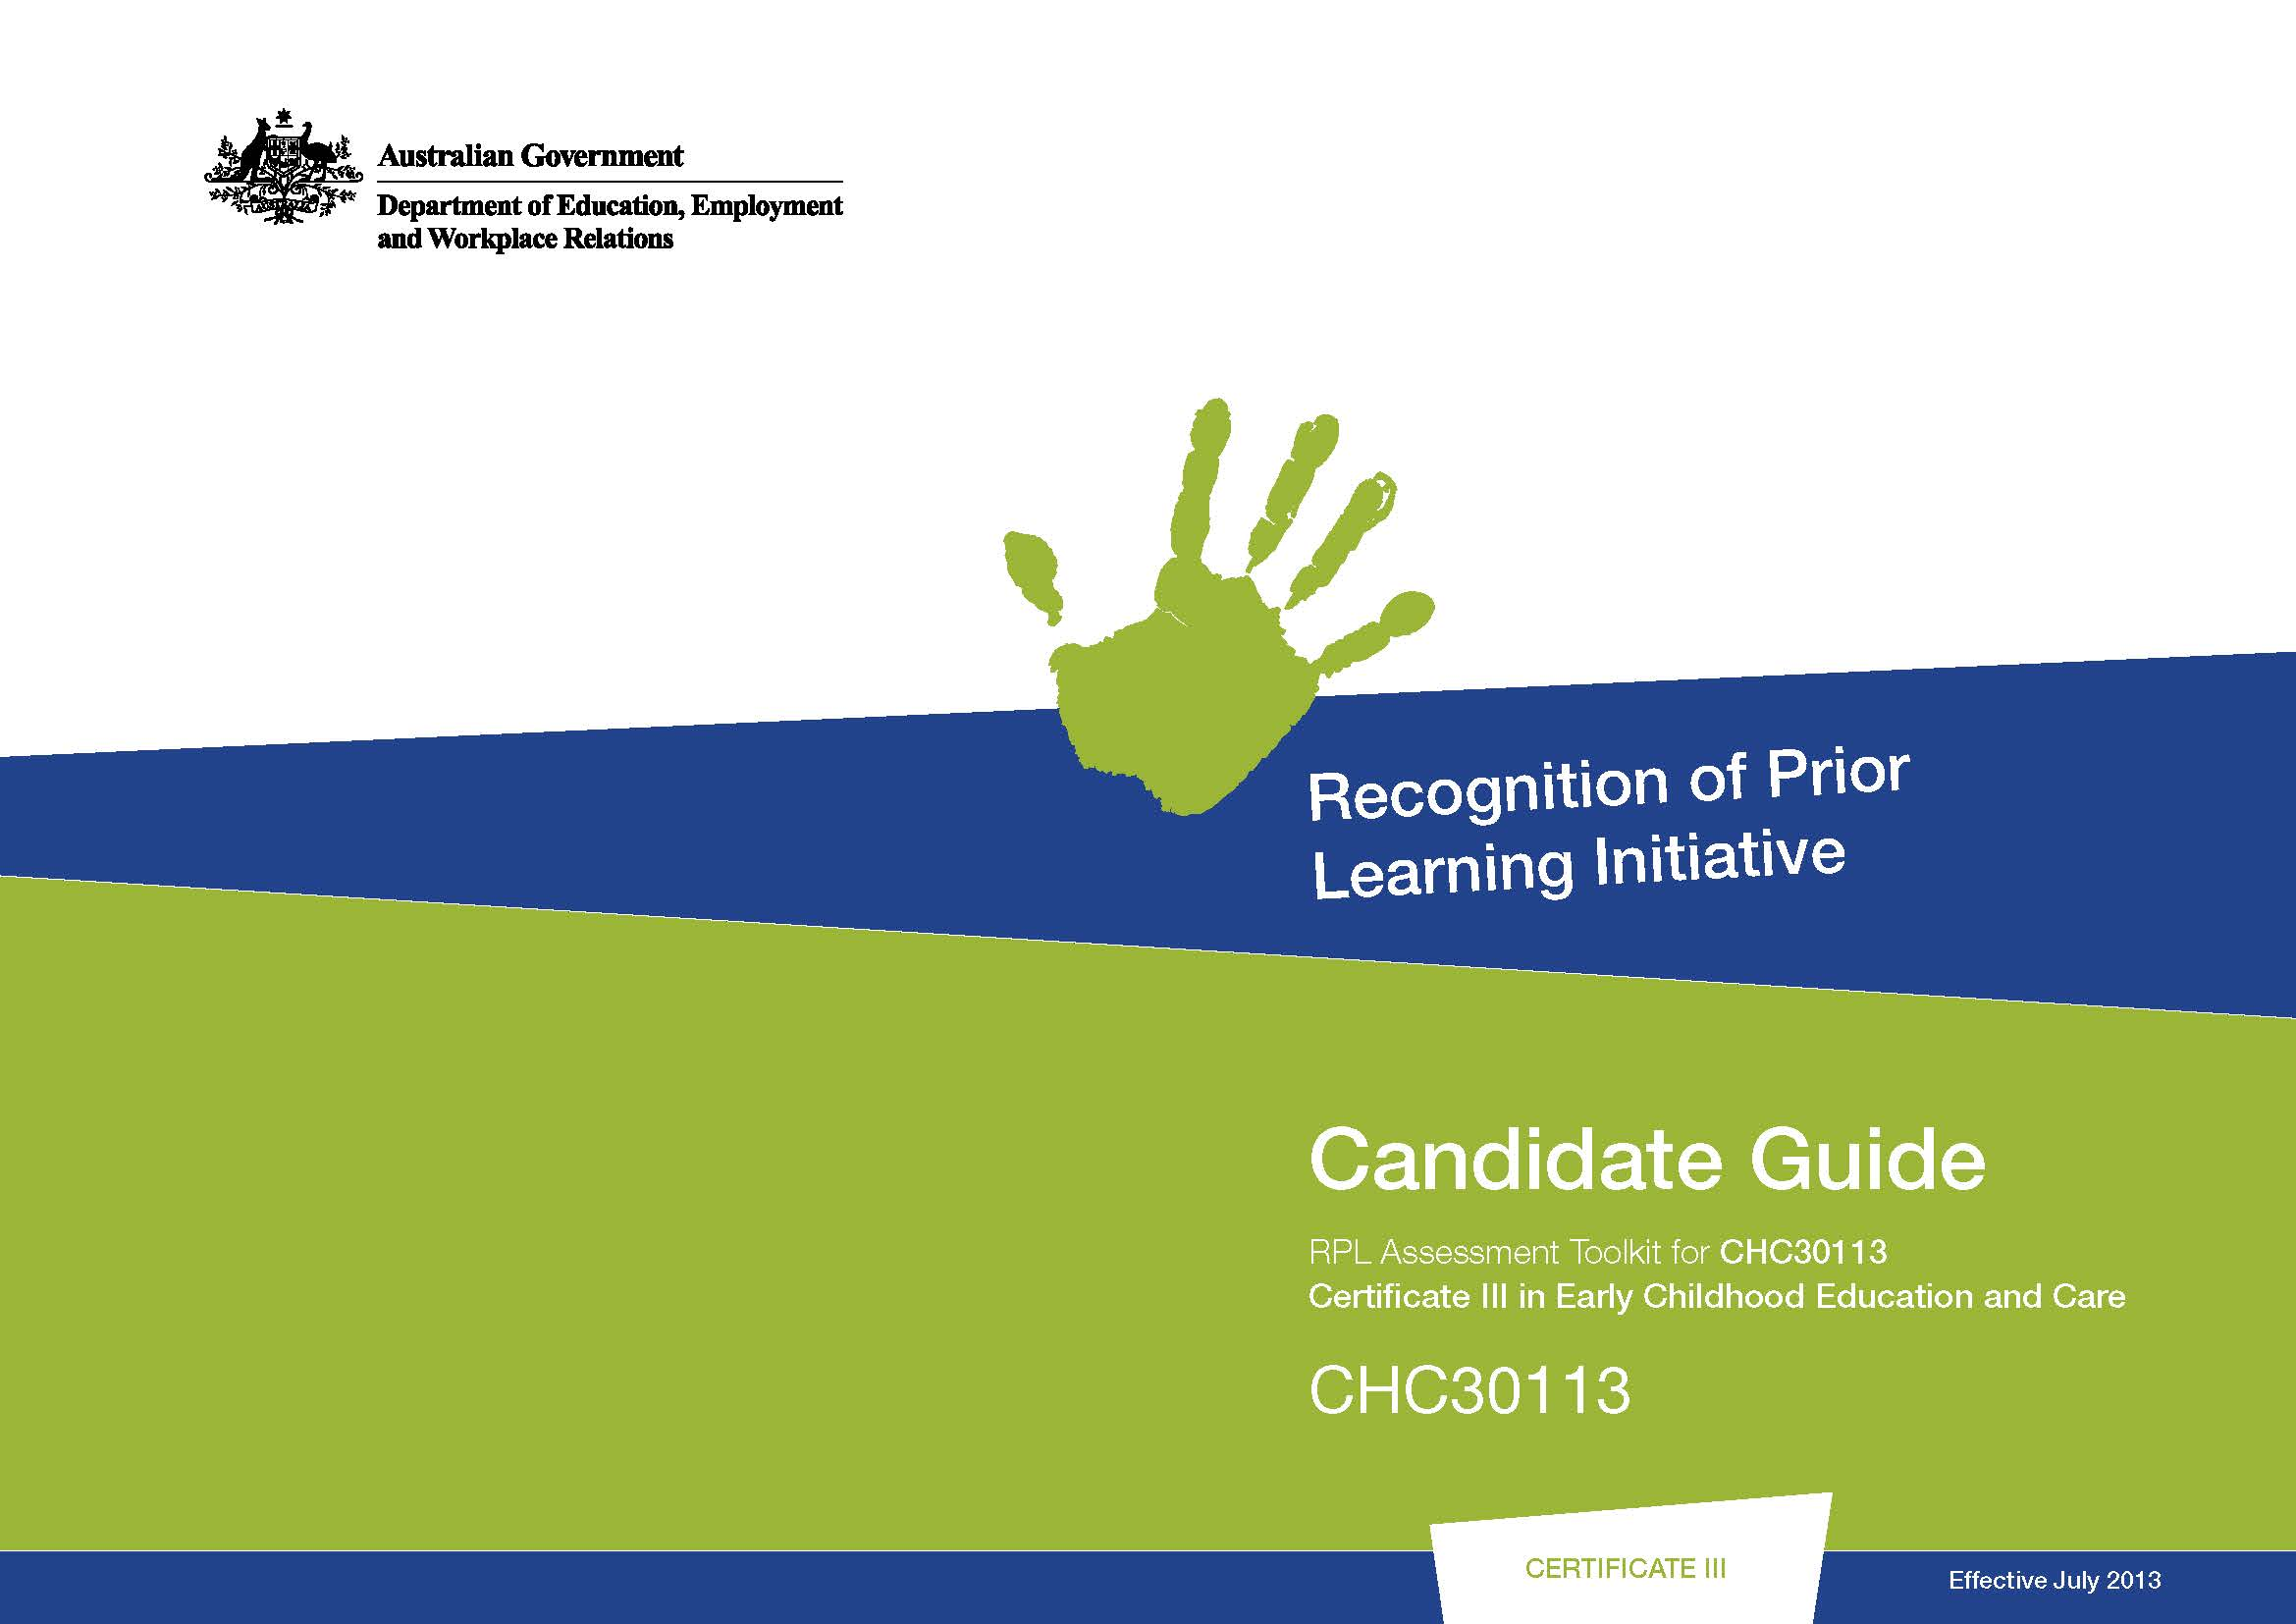 Australian Government
Department of Education, Employment
and Workplace Relations
Recognition of Prior
Learning Initiative
Candidate Guide
RPL Assessment Toolkit for CHC30113
Certificate III in Early Childhood Education and Care
CHC30113
CERTIFICATE III
Effective July 2013